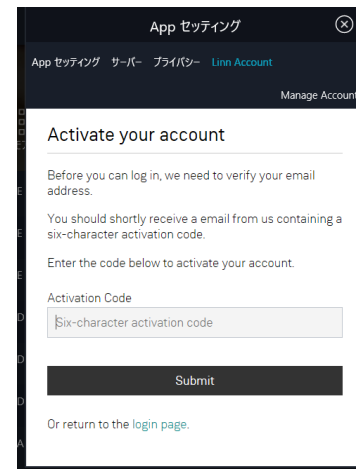 App セッティング
App セッティング サーバー プライバシー Linn Account
Manage Account
Activate your account
Before you can log in, we need to verify your email
address.
You should shortly receive a email from us containing a
six-character activation code.
Enter the code below to activate your account.
Activation Code
Six-character activation code
Submit
Or return to the login page.
E
E
E
D
D
D
A